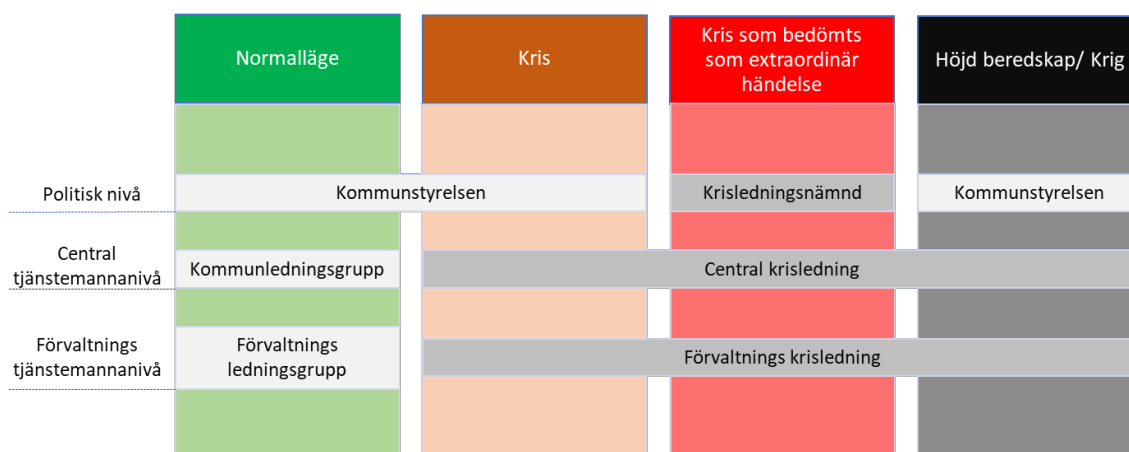 Normalläge
Kris
Kris som bedömts
som extraordinär
händelse
Höjd beredskap/ Krig
Politisk nivå
Kommunstyrelsen
Krisledningsnämnd
Kommunstyrelsen
Central
tjänstemannanivå
Kommunledningsgrupp
Central krisledning
Förvaltnings
tjänstemannanivå
Förvaltnings
ledningsgrupp
Förvaltnings krisledning